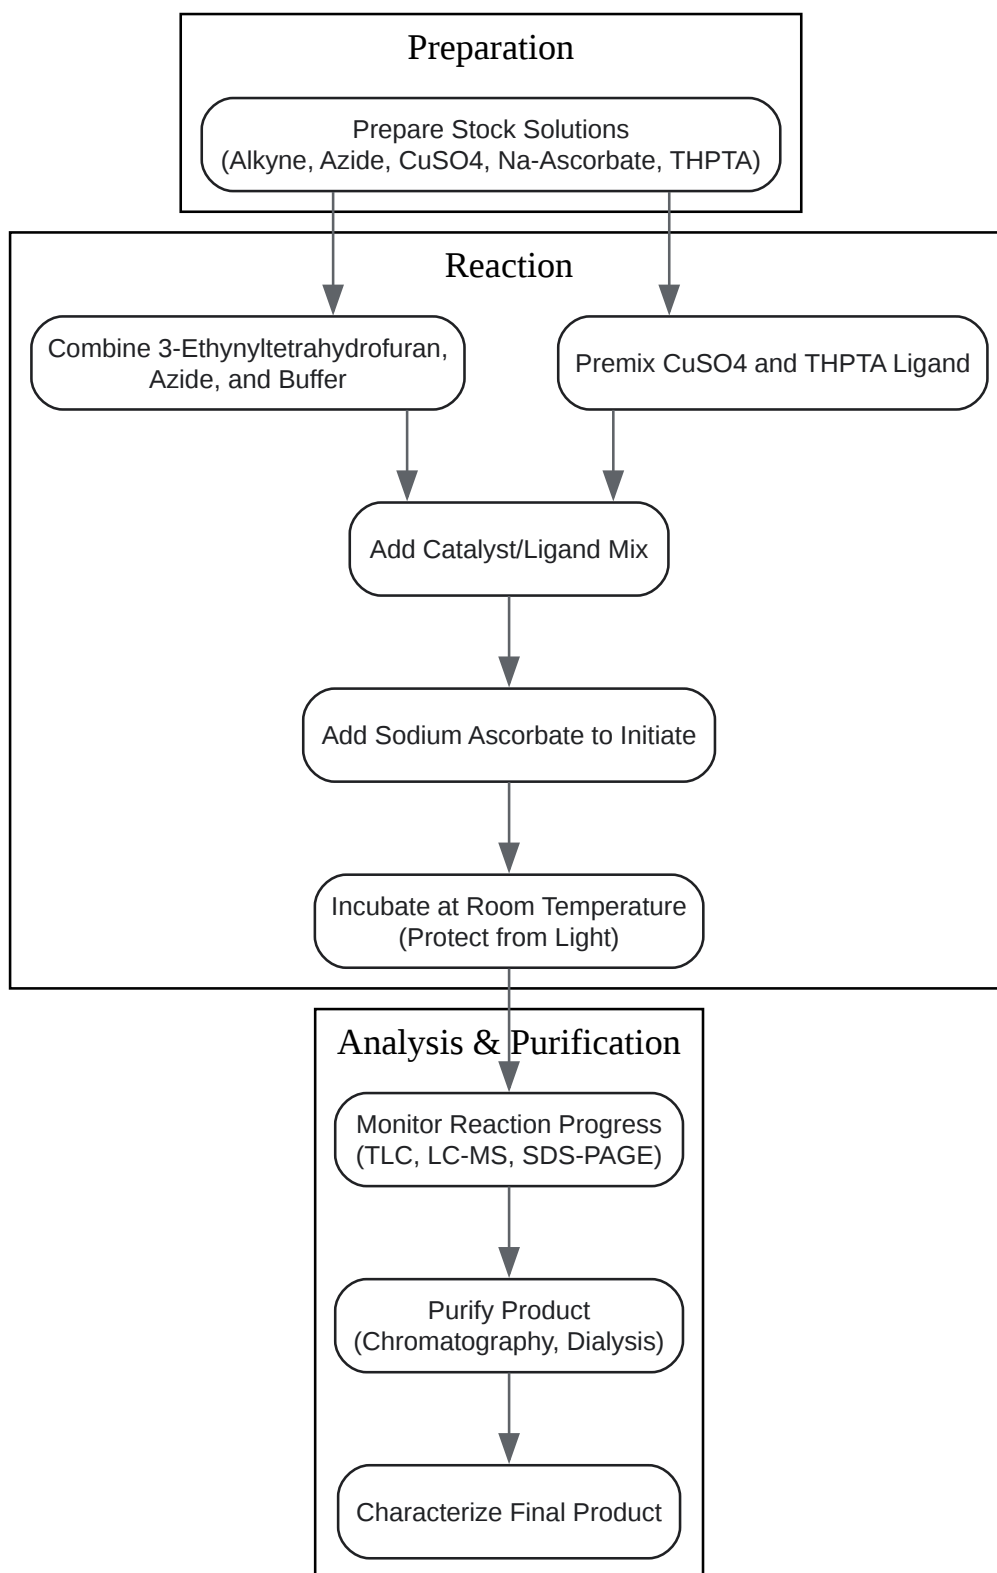 Preparation
Prepare Stock Solutions
(Alkyne, Azide, CuSO4, Na-Ascorbate, THPTA)
Reaction
Combine 3-Ethynyltetrahydrofuran,
Azide, and Buffer
Premix CuSO4 and THPTA Ligand
Add Catalyst/Ligand Mix
Add Sodium Ascorbate to Initiate
Incubate at Room Temperature
(Protect from Light)
Analysis & Purification
Monitor Reaction Progress
(TLC, LC-MS, SDS-PAGE)
Purify Product
(Chromatography, Dialysis)
Characterize Final Product